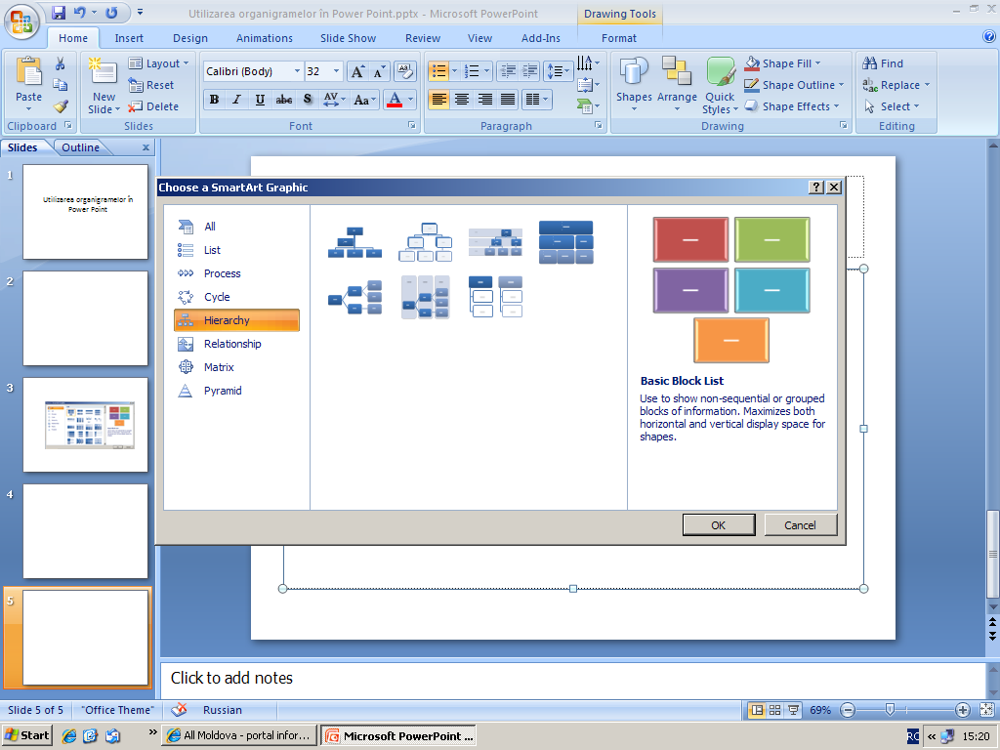 Utilizarea organigramelor în Power Point.pptx - Microsoft PowerPoint
Drawing Tools
Home Insert Design Animations Slide Show Review View Add-Ins Format
Paste
Clipboard
New
Slide
Layout
Reset
Delete
Slides
Calibri (Body) 32
B I U abc S AV Aa A
Font
Paragraph
Shapes Arrange Quick
Styles
Shape Fill
Shape Outline
Shape Effects
Drawing
Find
Replace
Select
Editing
Slides Outline x
1
Utilizarea organigramelor în
Power Point
2
3
4
5
Choose a SmartArt Graphic
All
List
Process
Cycle
Hierarchy
Relationship
Matrix
Pyramid
Basic Block List
Use to show non-sequential or grouped
blocks of information. Maximizes both
horizontal and vertical display space for
shapes.
OK Cancel
Click to add notes
Slide 5 of 5 "Office Theme" Russian 69%
Start » All Moldova - portal infor... Microsoft PowerPoint ... « 15:20